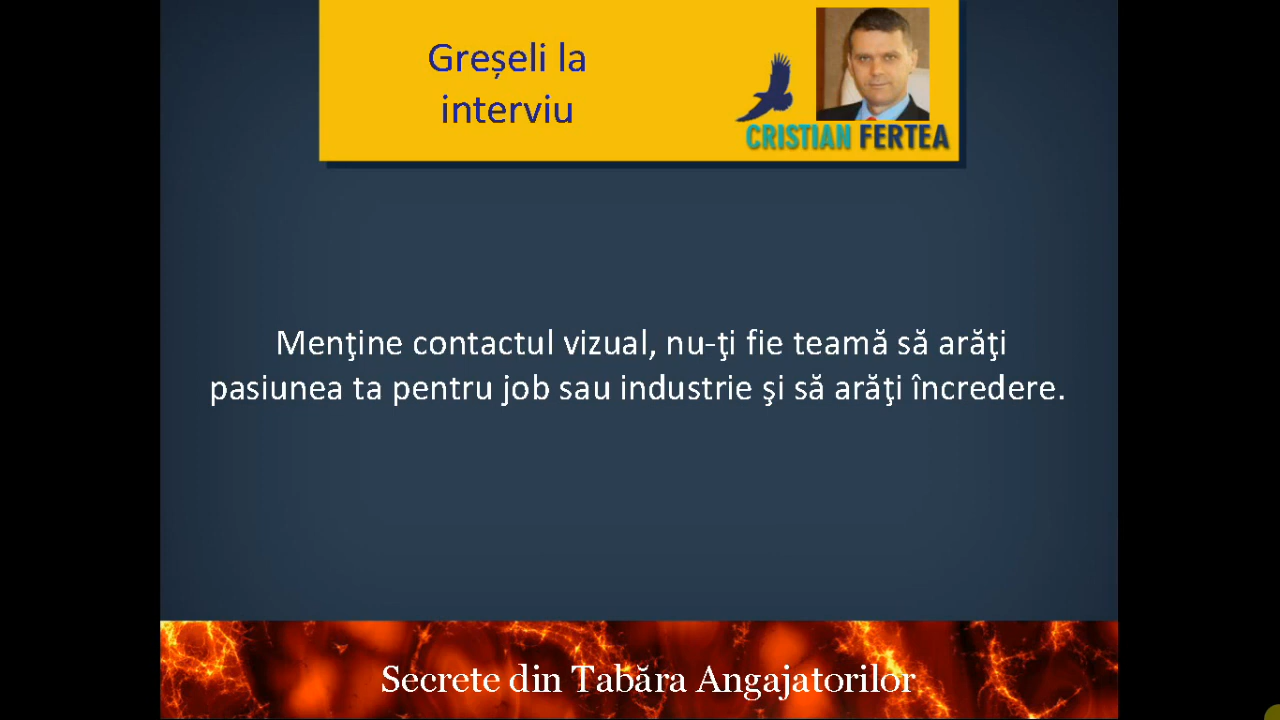 Greșeli la
interviu
CRISTIAN FERTEA
Menţine contactul vizual, nu-ţi fie teamă să arăţi
pasiunea ta pentru job sau industrie şi să arăţi încredere.
Secrete din Tabăra Angajatorilor